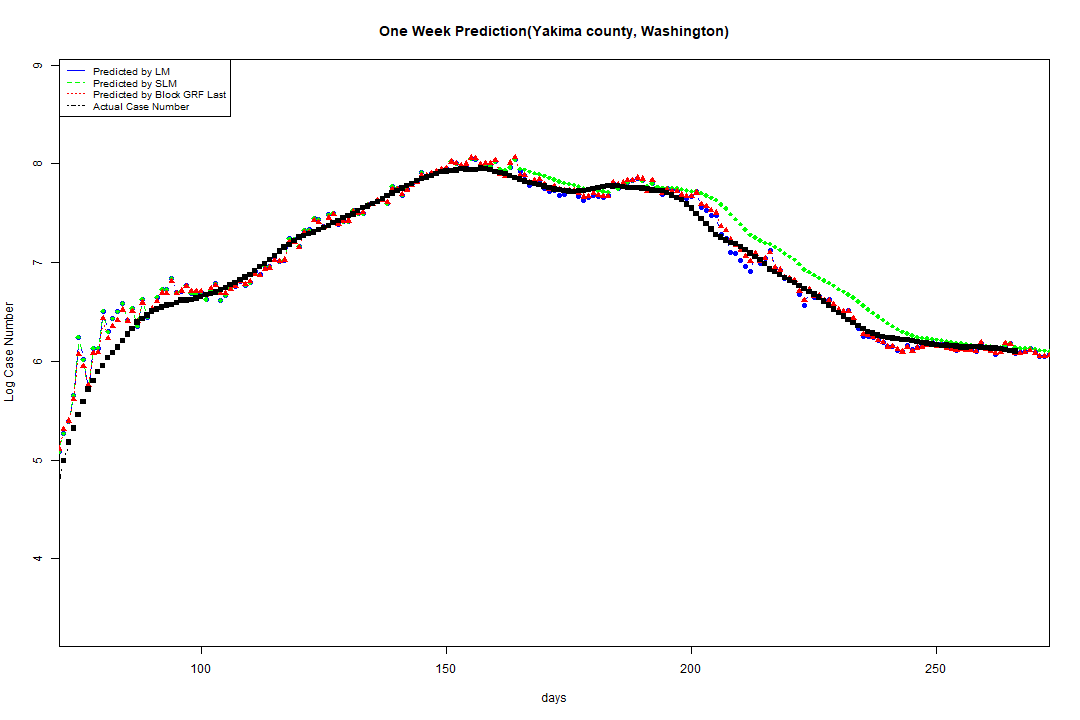 One Week Prediction(Yakima county, Washington)
Predicted by LM
Predicted by SLM
Predicted by Block GRF Last
Actual Case Number
9
8
7
6
5
4
Log Case Number
100 150 200 250
days